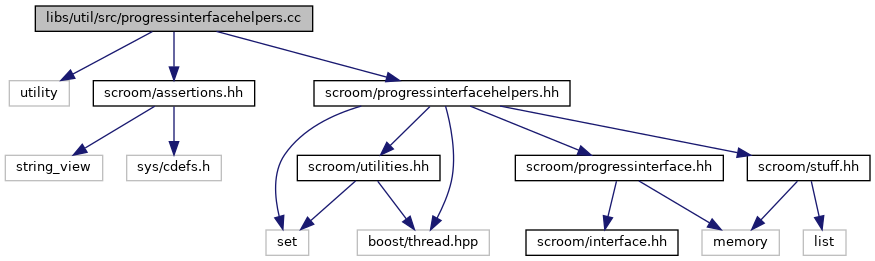 libs/util/src/progressinterfacehelpers.cc
utility
scroom/assertions.hh
scroom/progressinterfacehelpers.hh
string_view
sys/cdefs.h
scroom/utilities.hh
scroom/progressinterface.hh
scroom/stuff.hh
set
boost/thread.hpp
scroom/interface.hh
memory
list